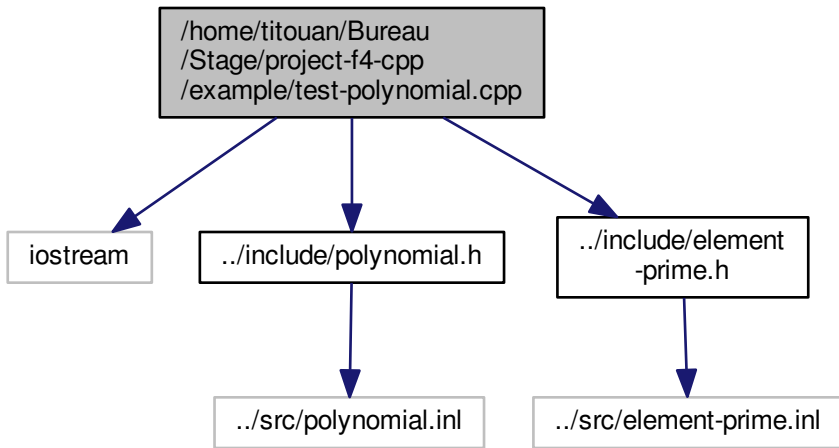 /home/titouan/Bureau
/Stage/project-f4-cpp
/example/test-polynomial.cpp
iostream
../include/polynomial.h
../include/element
-prime.h
../src/polynomial.inl
../src/element-prime.inl